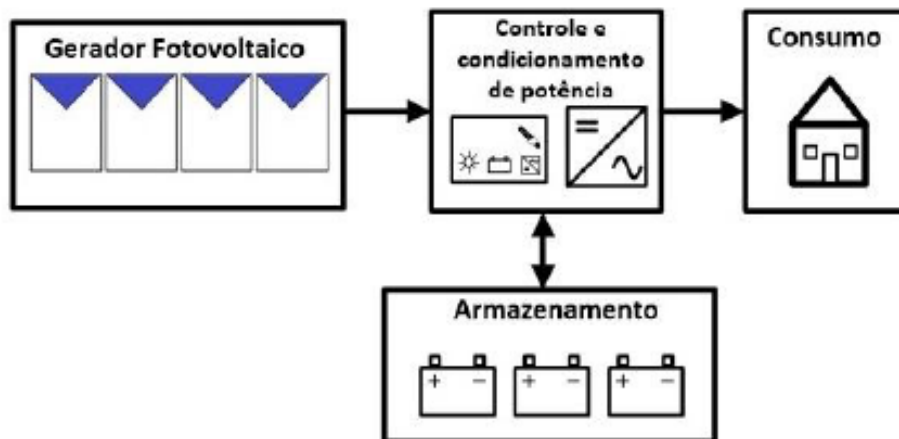 Gerador Fotovoltaico
Controle e
condicionamento
de potência
Consumo
Armazenamento
+ − + − + −